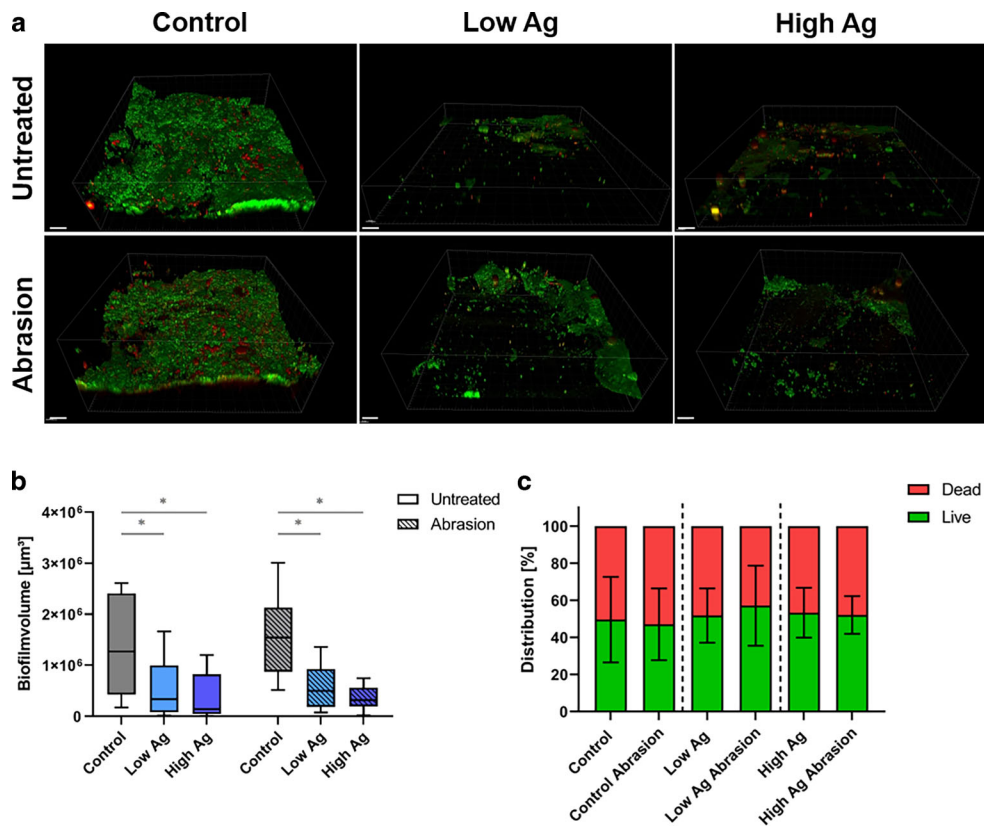 a
Control
Low Ag
High Ag
Untreated
Abrasion
b
Biofilmvolume [µm³]
4×10⁶
3×10⁶
2×10⁶
1×10⁶
0
*
*
*
*
Untreated
Abrasion
Control
Low Ag
High Ag
Control
Low Ag
High Ag
c
Dead
Live
Distribution [%]
100
80
60
40
20
0
Control
Control Abrasion
Low Ag
Low Ag Abrasion
High Ag
High Ag Abrasion